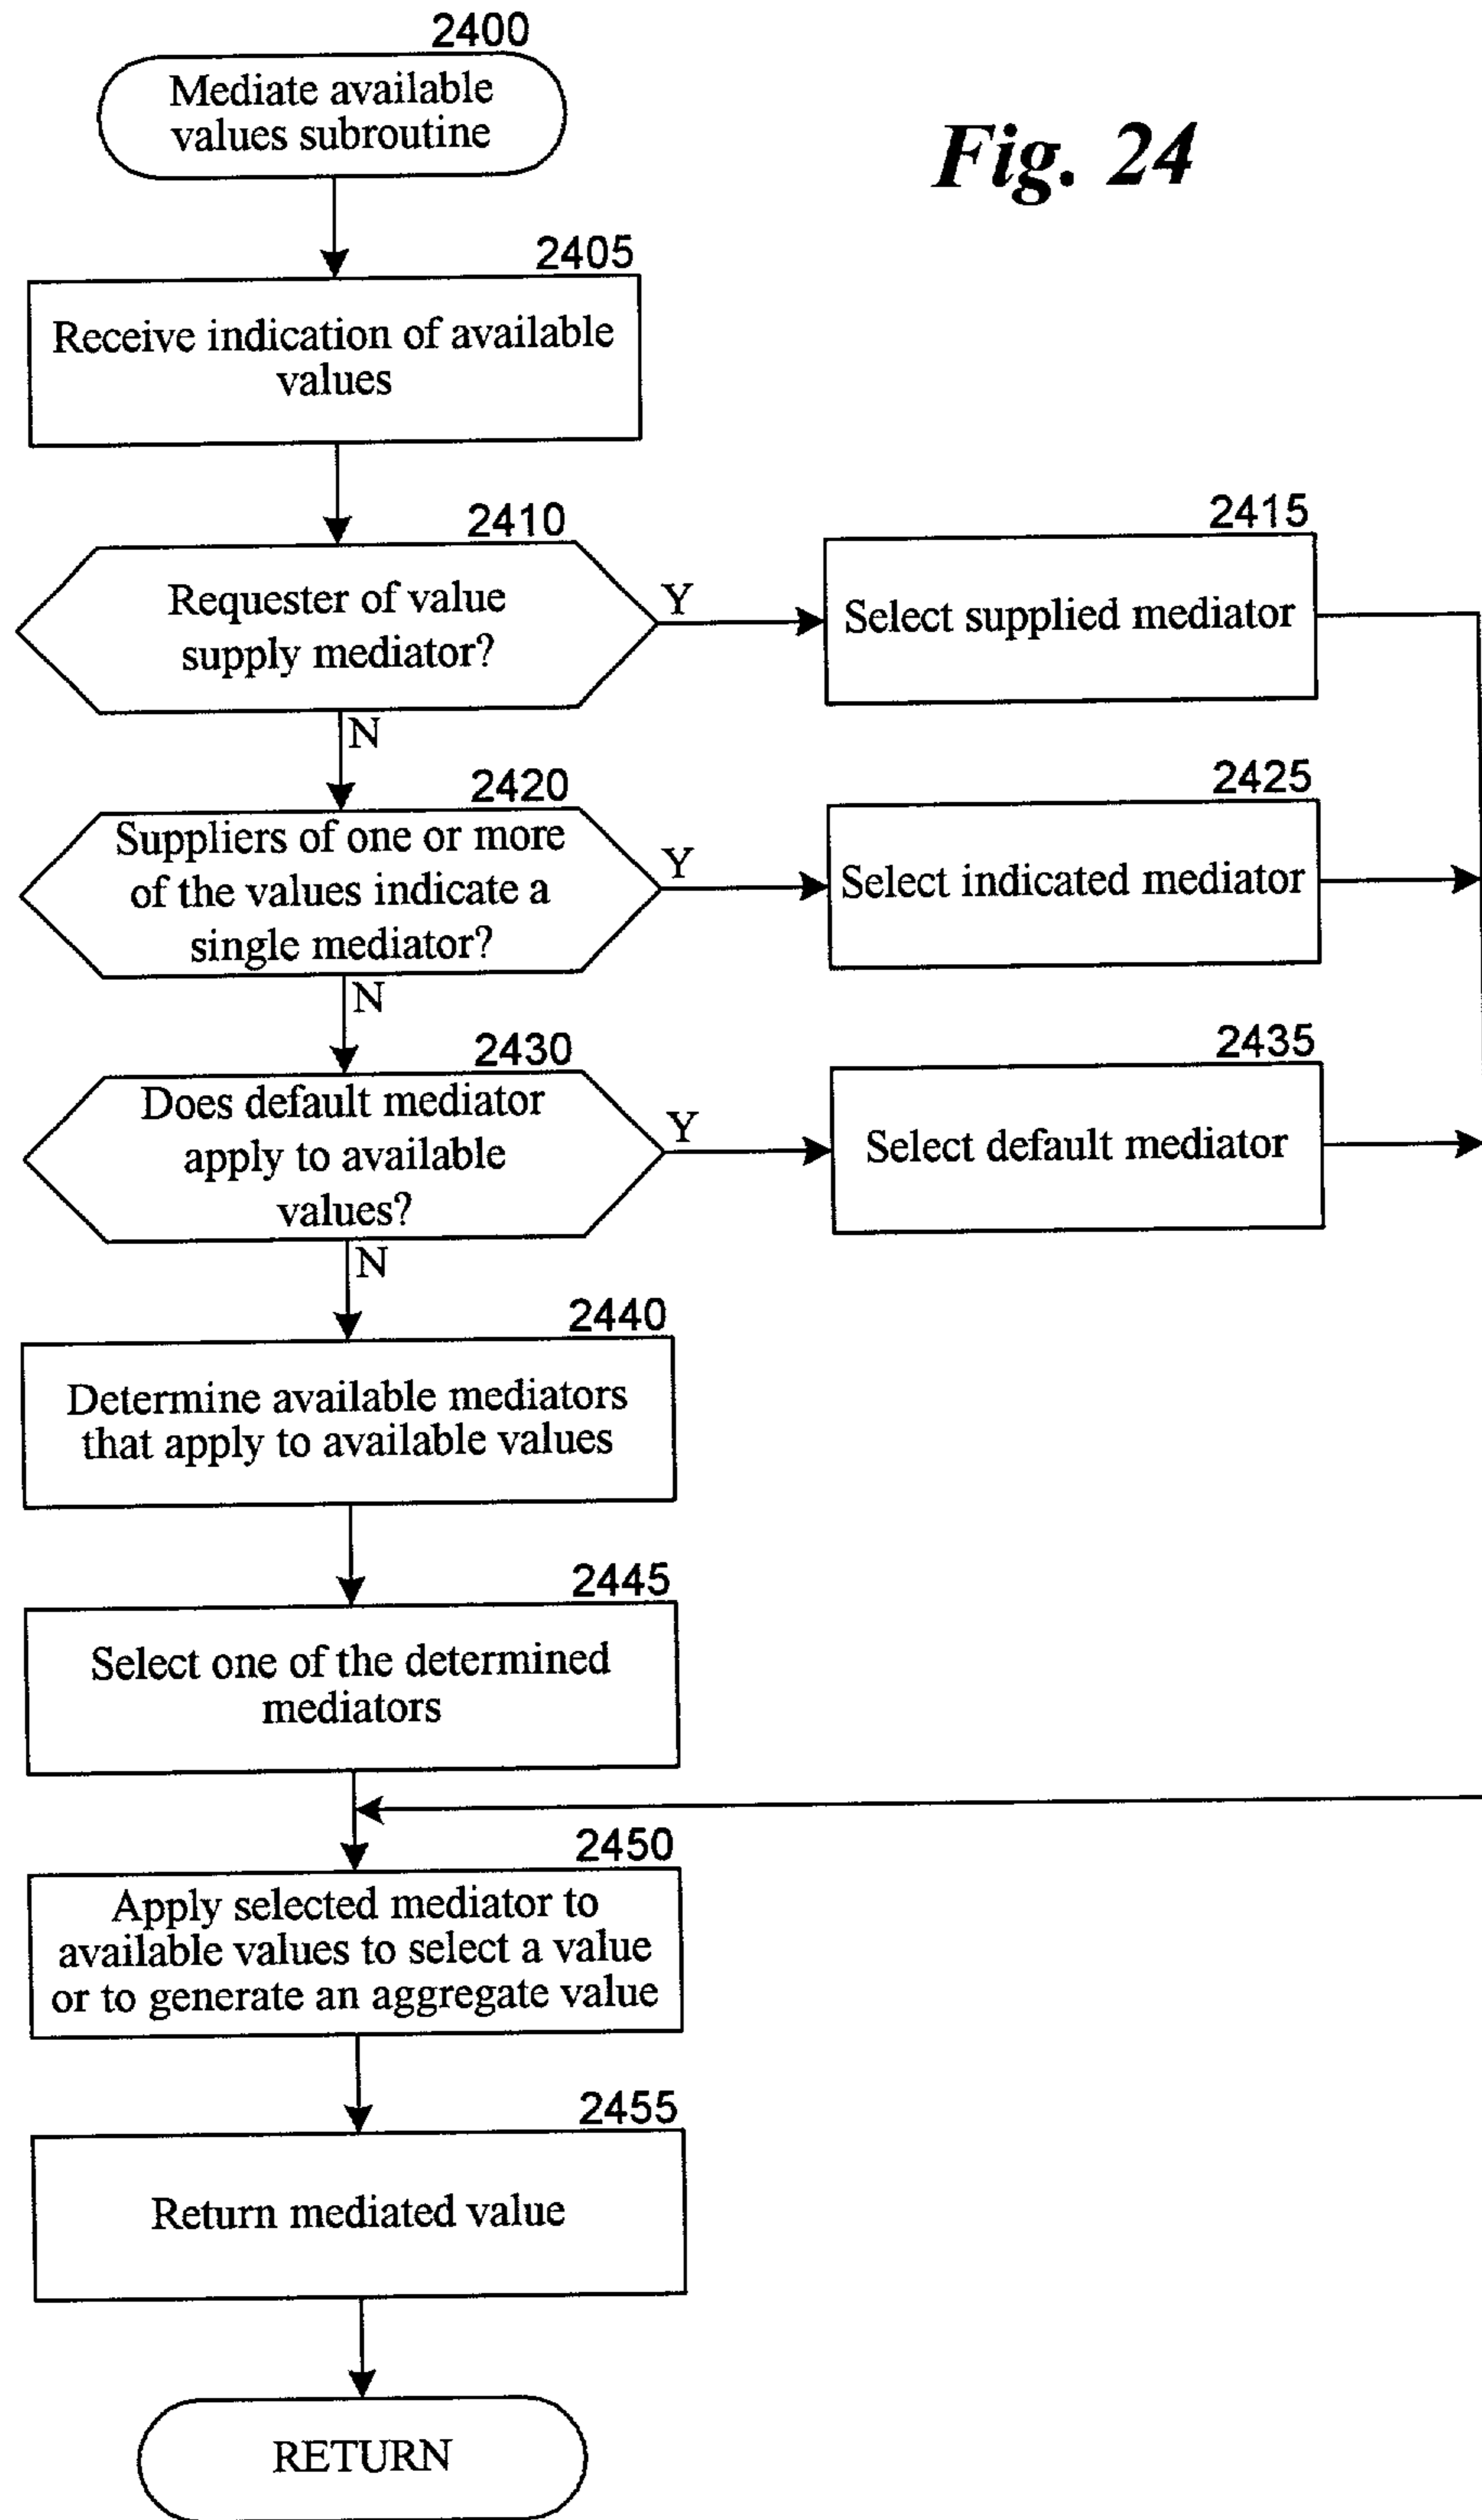 2400
Mediate available
values subroutine
Fig. 24
2405
Receive indication of available
values
2410
Requester of value
supply mediator?
Y
2415
Select supplied mediator
N
2420
Suppliers of one or more
of the values indicate a
single mediator?
Y
2425
Select indicated mediator
N
2430
Does default mediator
apply to available
values?
Y
2435
Select default mediator
N
2440
Determine available mediators
that apply to available values
2445
Select one of the determined
mediators
2450
Apply selected mediator to
available values to select a value
or to generate an aggregate value
2455
Return mediated value
RETURN